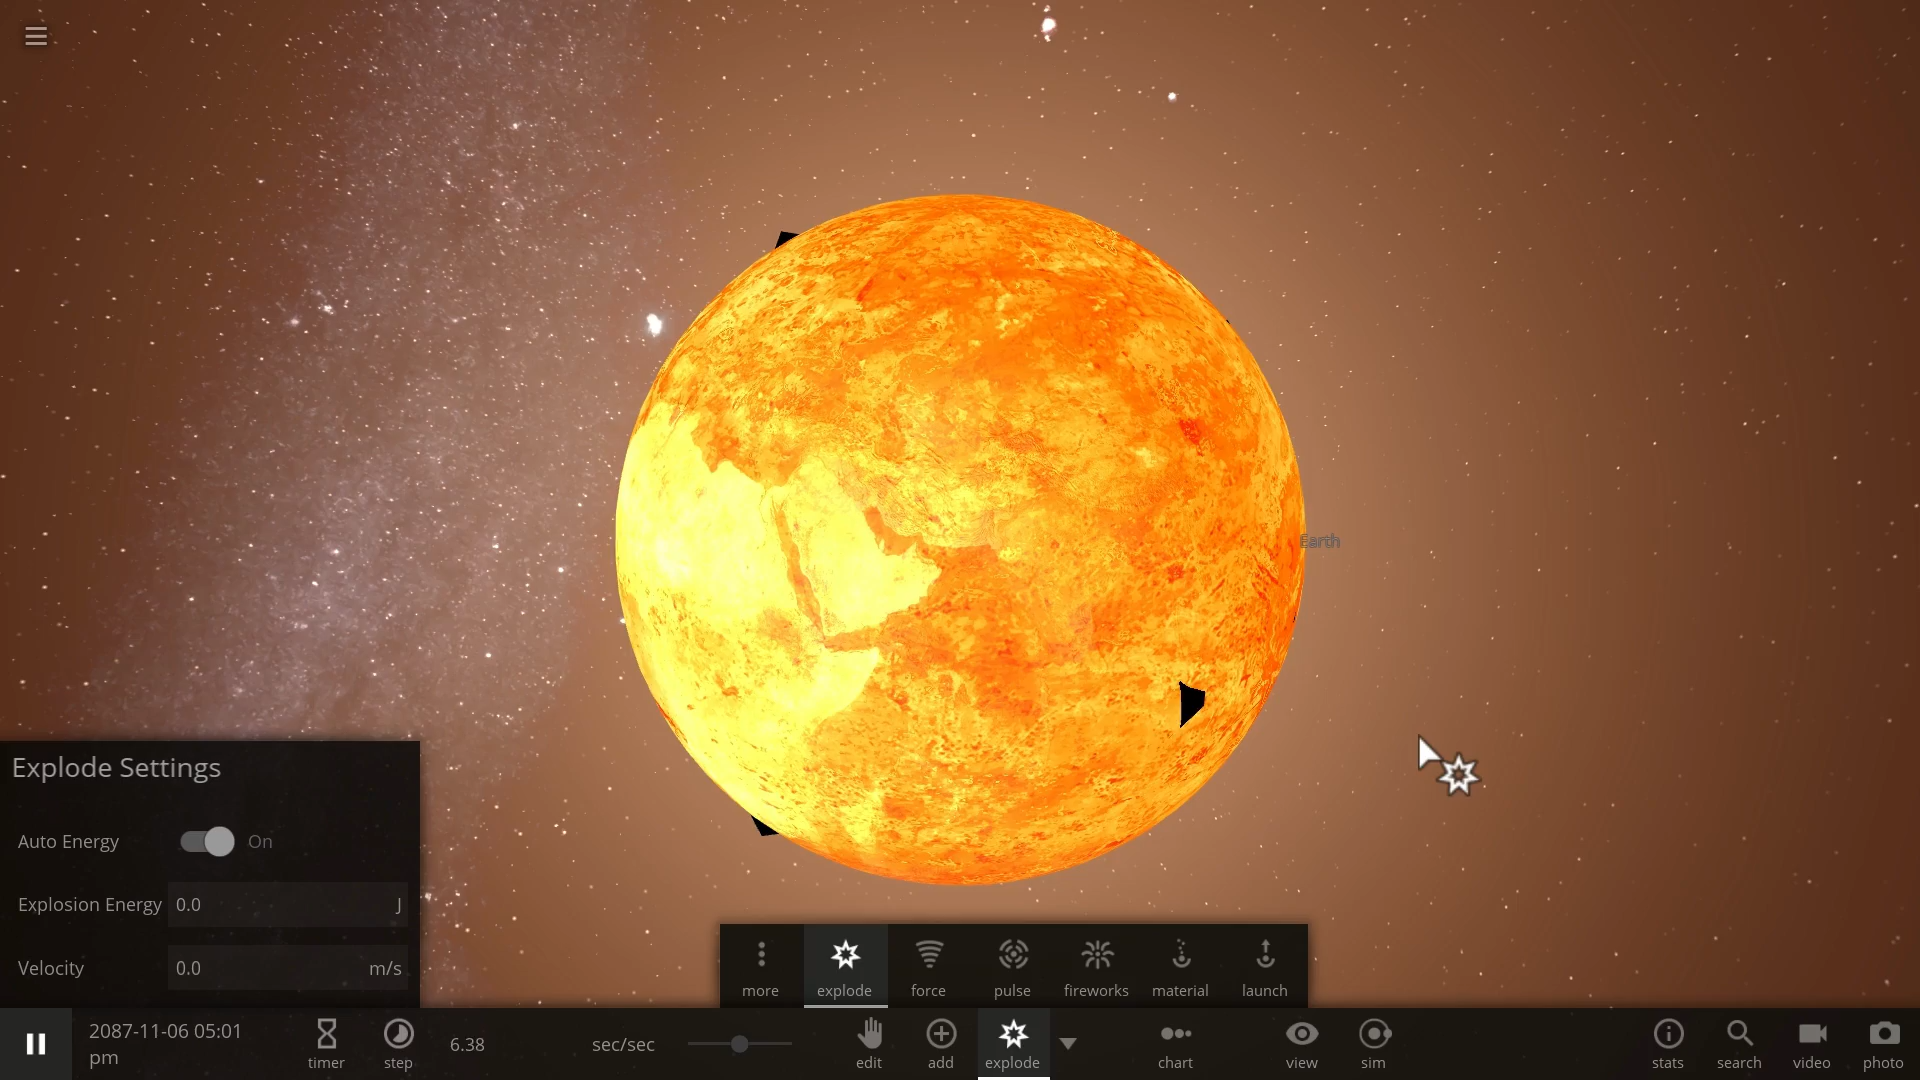 Earth
Explode Settings
Auto Energy On
Explosion Energy 0.0 J
Velocity 0.0 m/s
more explode force pulse fireworks material launch
2087-11-06 05:01
pm
timer step 6.38 sec/sec edit add explode chart view sim stats search video photo